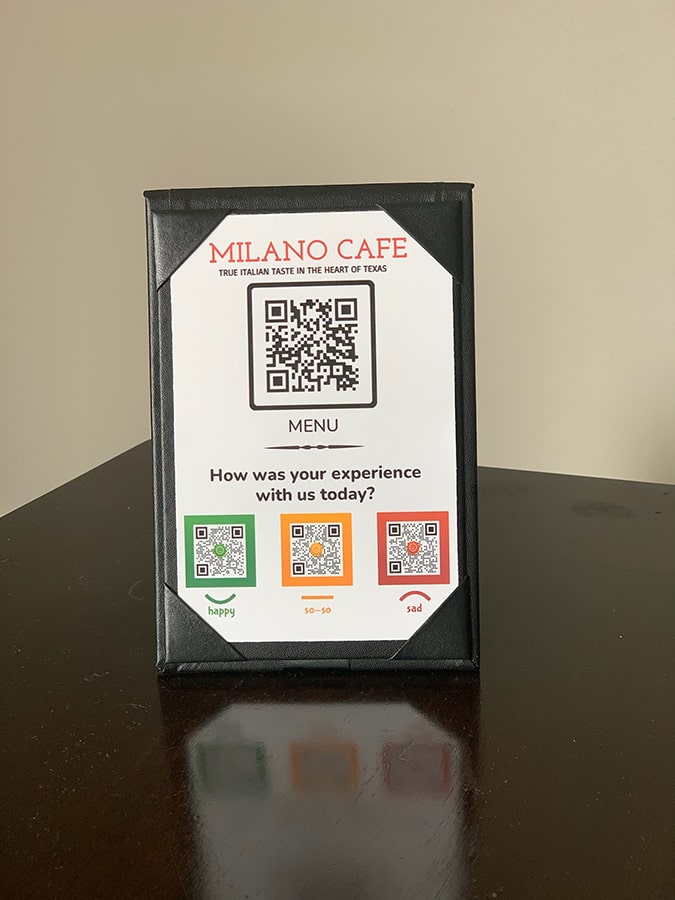 MILANO CAFE
TRUE ITALIAN TASTE IN THE HEART OF TEXAS
MENU
How was your experience
with us today?
happy
so-so
sad